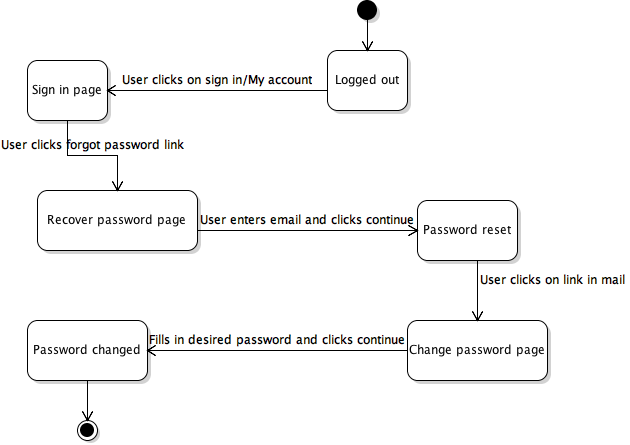 User clicks on sign in/My account
Logged out
Sign in page
User clicks forgot password link
Recover password page
User enters email and clicks continue
Password reset
User clicks on link in mail
Password changed
Fills in desired password and clicks continue
Change password page